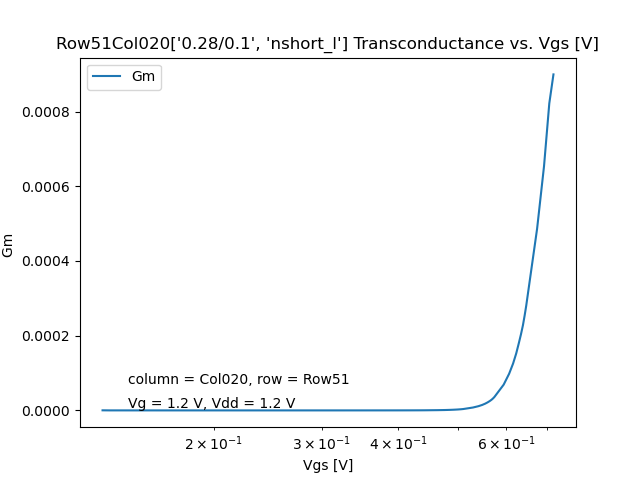 Row51Col020['0.28/0.1', 'nshort_l'] Transconductance vs. Vgs [V]
Gm
0.0008
0.0006
0.0004
0.0002
0.0000
Gm
column = Col020, row = Row51
Vg = 1.2 V, Vdd = 1.2 V
2 × 10⁻¹
3 × 10⁻¹
4 × 10⁻¹
6 × 10⁻¹
Vgs [V]